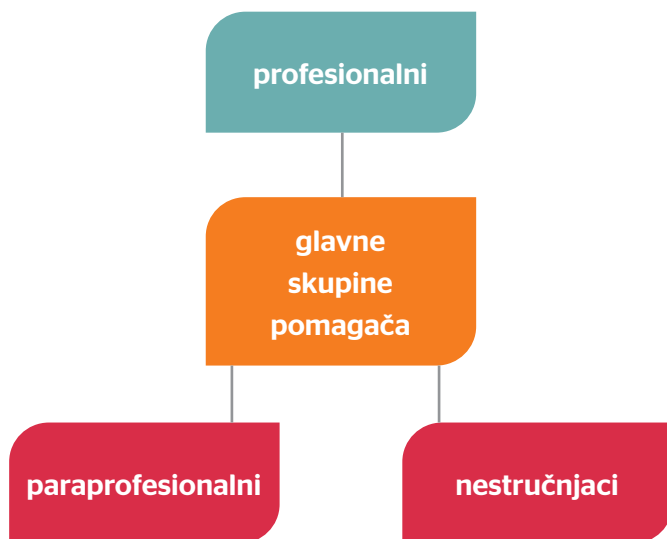 profesionalni
glavne
skupine
pomagača
paraprofesionalni
nestručnjaci